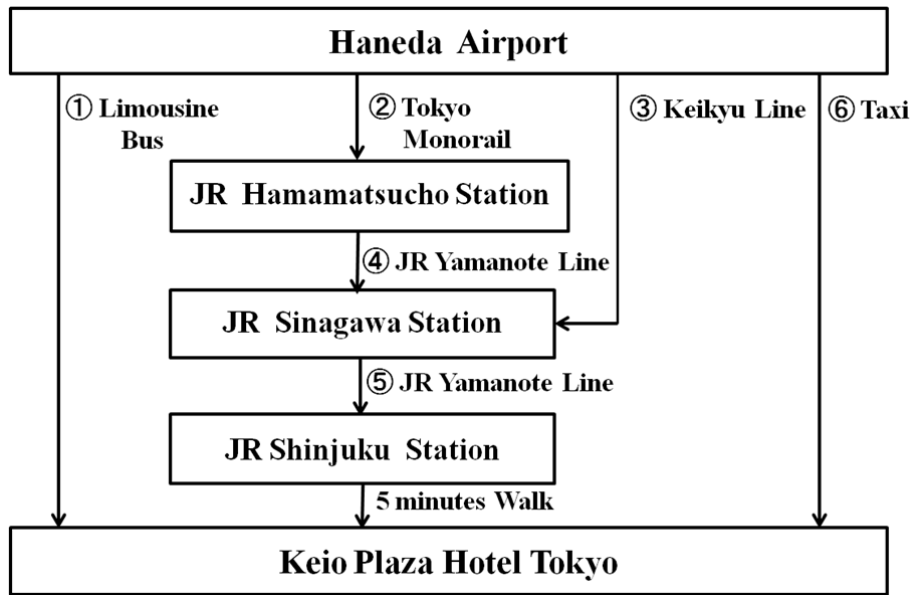 Haneda Airport
① Limousine
Bus
② Tokyo
Monorail
③ Keikyu Line
⑥ Taxi
JR Hamamatsucho Station
④ JR Yamanote Line
JR Sinagawa Station
⑤ JR Yamanote Line
JR Shinjuku Station
5 minutes Walk
Keio Plaza Hotel Tokyo